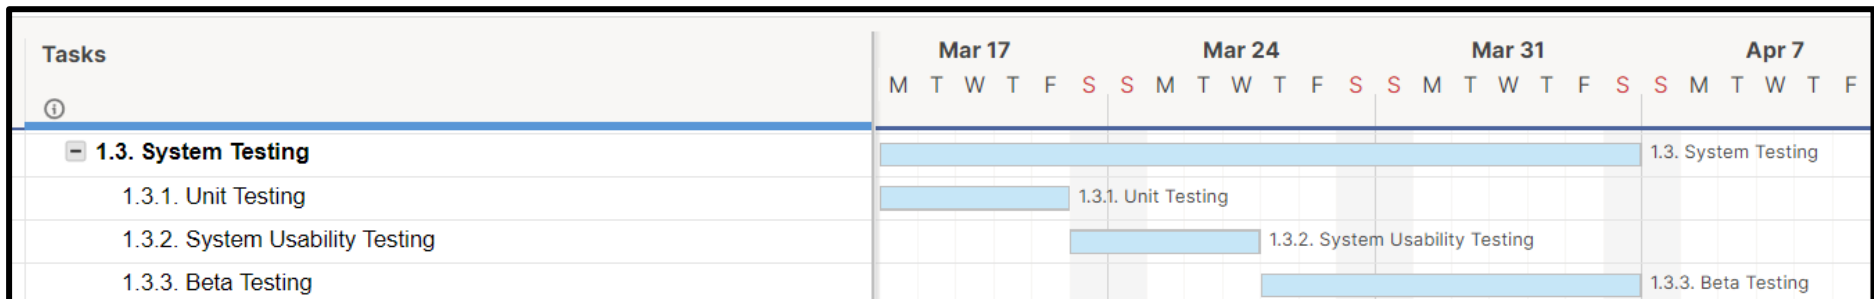 Tasks
Mar 17 Mar 24 Mar 31 Apr 7
M T W T F S S M T W T F S S M T W T F S S M T W T F
1.3. System Testing 1.3. System Testing
1.3.1. Unit Testing 1.3.1. Unit Testing
1.3.2. System Usability Testing 1.3.2. System Usability Testing
1.3.3. Beta Testing 1.3.3. Beta Testing